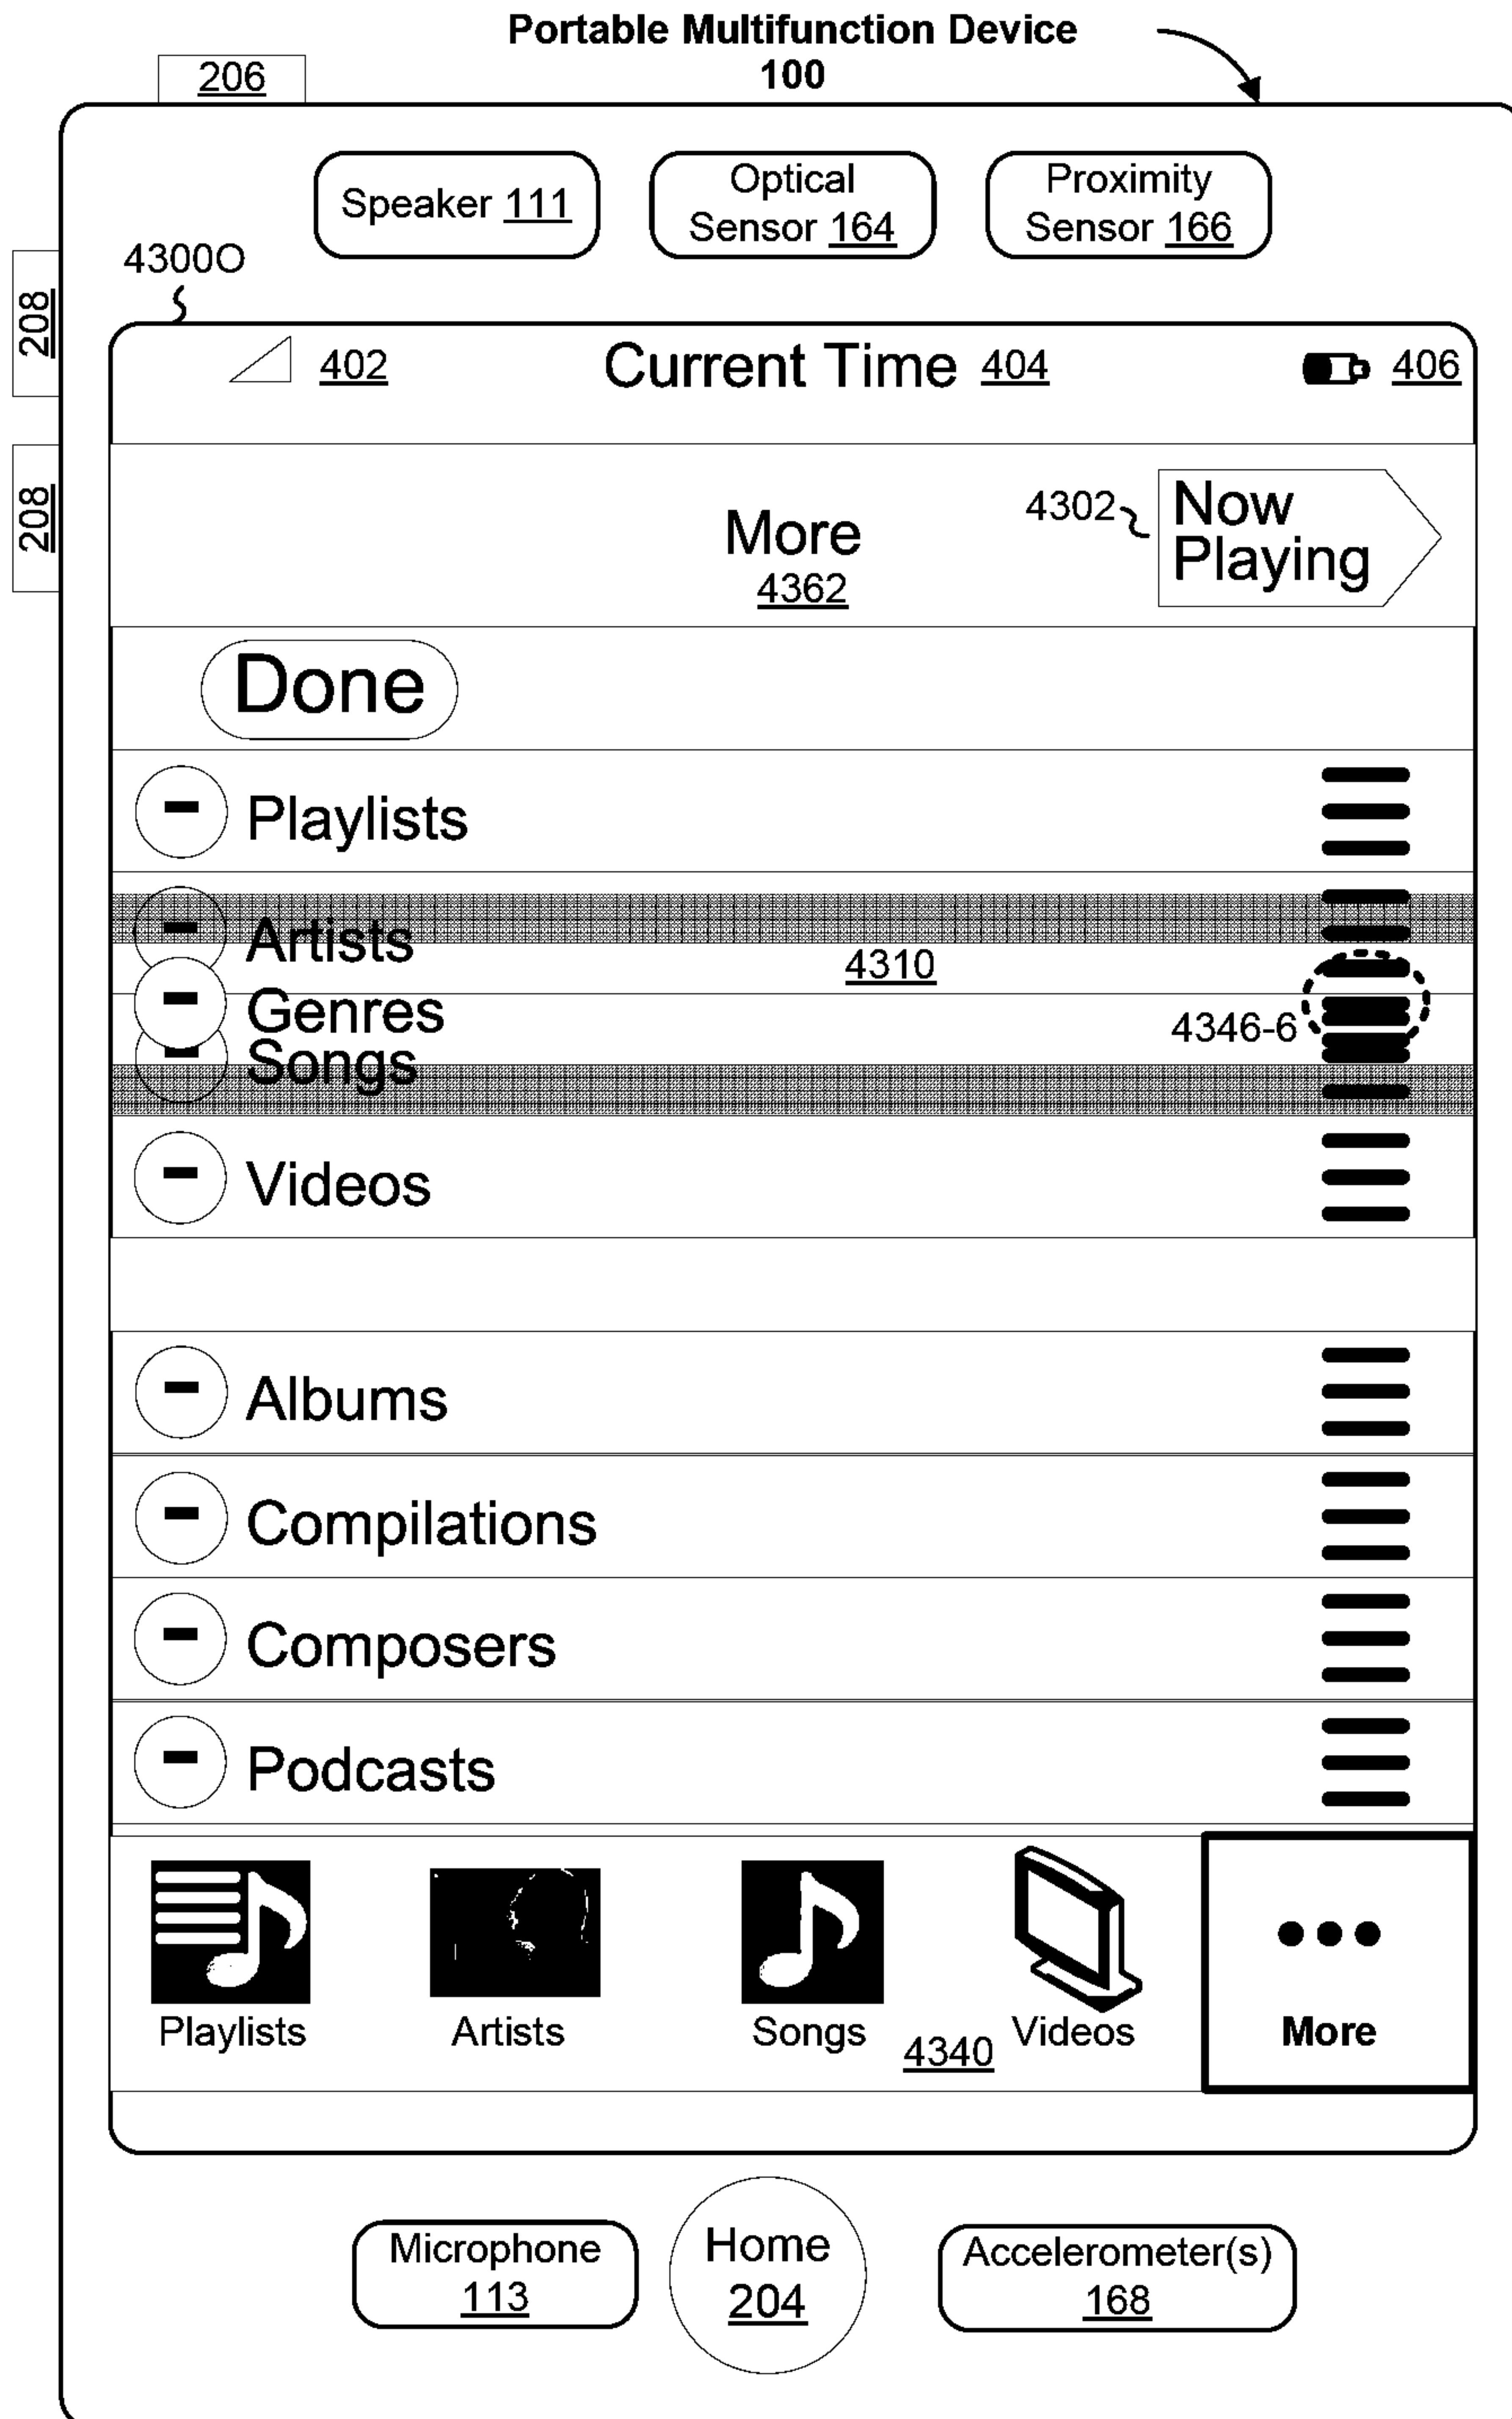 Portable Multifunction Device
100
206
Speaker 111
Optical
Sensor 164
Proximity
Sensor 166
4300O
208
208
402
Current Time 404
406
More
4362
4302
Now
Playing
Done
Playlists
Artists
4310
Genres
4346-6
Songs
Videos
Albums
Compilations
Composers
Podcasts
Playlists
Artists
Songs
4340
Videos
More
Microphone
113
Home
204
Accelerometer(s)
168